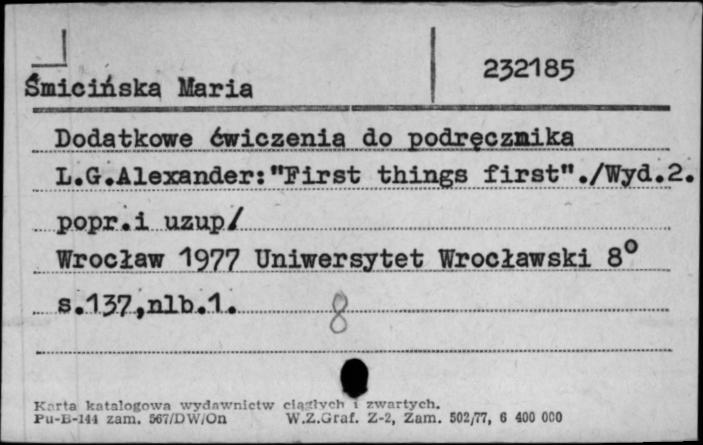 232185
Śmicińska Maria
Dodatkowe ćwiczenia do podręcznika
L.G.Alexander:"First things first"./Wyd.2.
popr.i uzup/
Wrocław 1977 Uniwersytet Wrocławski 8°
s.137,nlb.1.
8
Karta katalogowa wydawnictw ciągłych i zwartych.
Pu-B-144 zam. 567/DW/On W.Z.Graf. Z-2, Zam. 502/77, 6 400 000